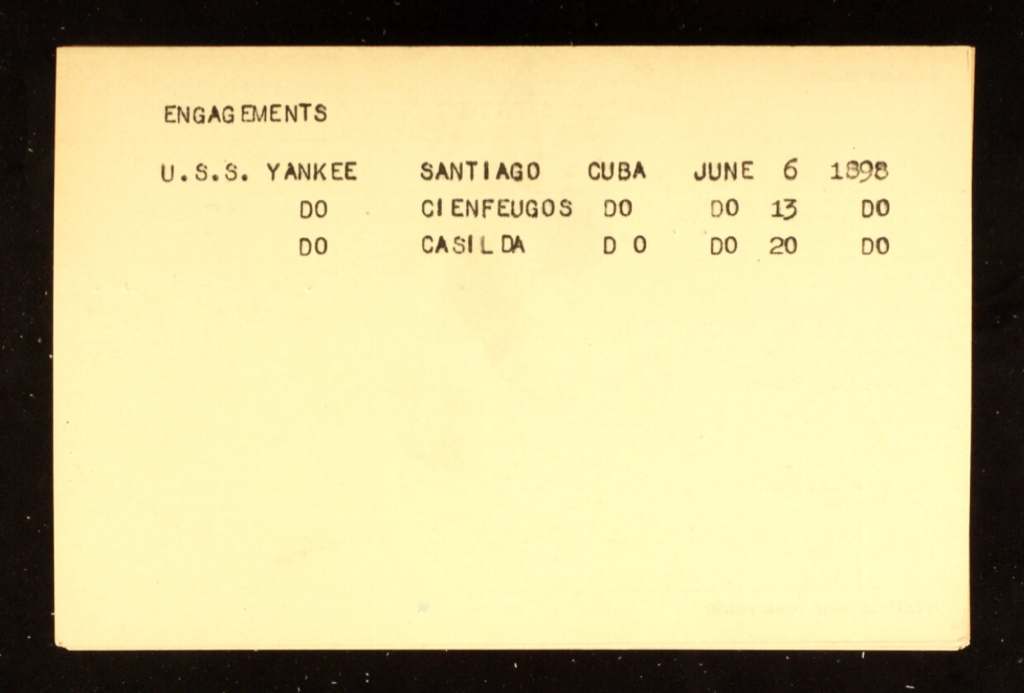 ENGAGEMENTS
U.S.S. YANKEE SANTIAGO CUBA JUNE 6 1898
DO CIENFEUGOS DO DO 13 DO
DO CASILDA DO DO 20 DO